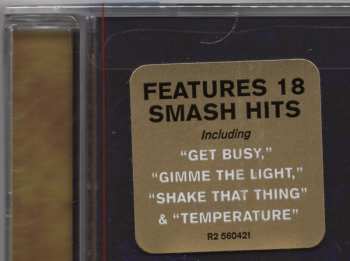 FEATURES 18
SMASH HITS
Including
“GET BUSY,”
“GIMME THE LIGHT,”
“SHAKE THAT THING”
& “TEMPERATURE”
R2 560421